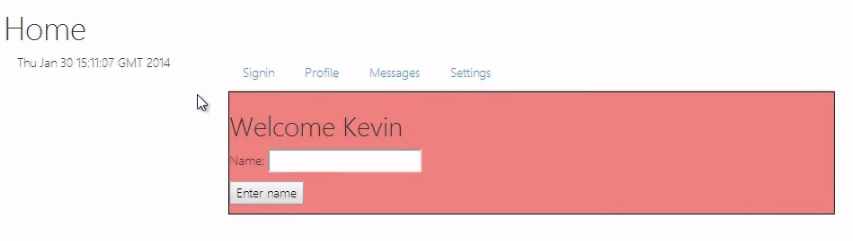 Home
Thu Jan 30 15:11:07 GMT 2014
Signin Profile Messages Settings
Welcome Kevin
Name:
Enter name